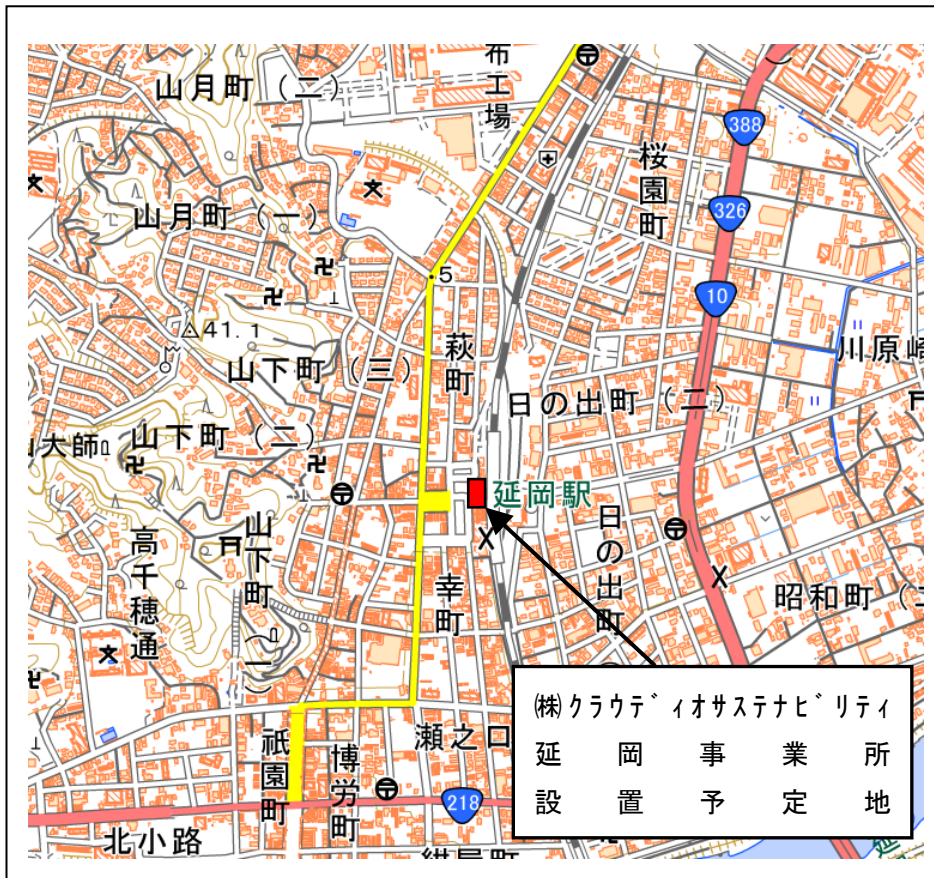 布工場
山月町（二）
388
桜園町
326
山月町（一）
10
5
41.1
萩町
川原崎
山下町（三）
日の出町（二）
大師
山下町（二）
延岡駅
高千穂通
山下町（一）
日の出町
幸町
昭和町（
㈱クラウディオサステナビリティ
延岡事業所
設置予定地
祇園町
博労町
瀬之口
218
北小路
紺屋町
延